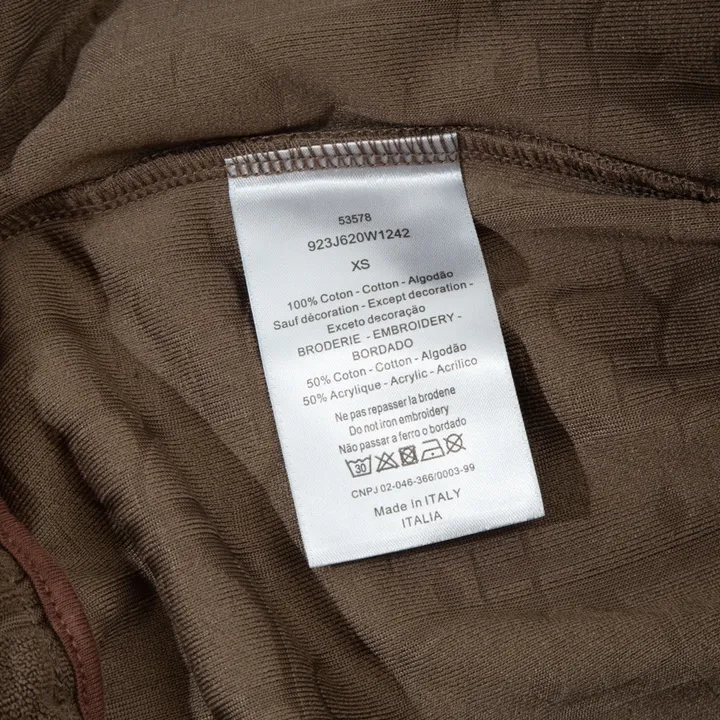 53578
923J620W1242
XS
100% Coton - Cotton - Algodão
Sauf décoration - Except decoration -
Exceto decoração
BRODERIE - EMBROIDERY -
BORDADO
50% Coton - Cotton - Algodão
50% Acrylique - Acrylic - Acrilico
Ne pas repasser la brodene
Do not iron embroidery
Não passar a ferro o bordado
30
CNPJ 02-046-366/0003-99
Made In ITALY
ITALIA